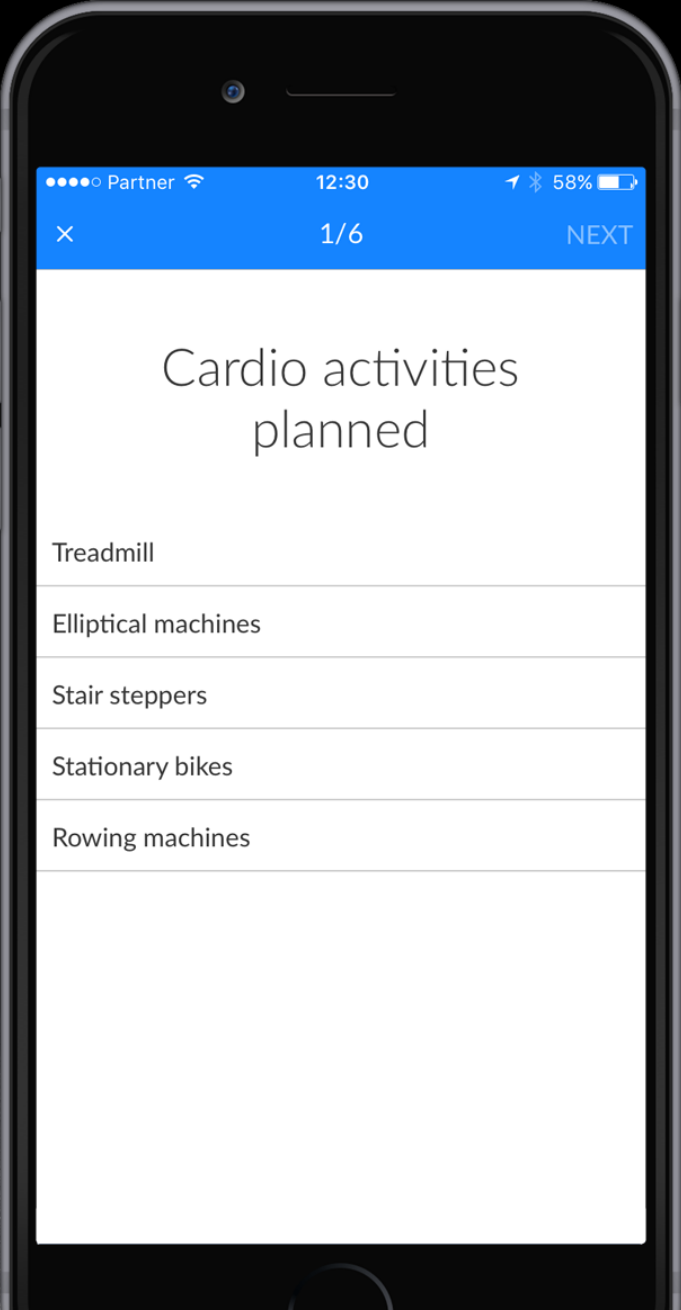 Partner 12:30 58%
1/6 NEXT
Cardio activities
planned
Treadmill
Elliptical machines
Stair steppers
Stationary bikes
Rowing machines